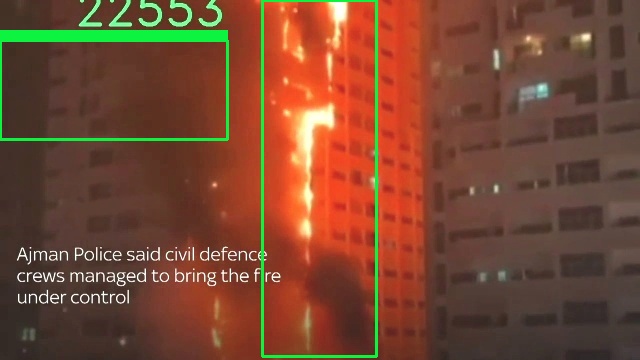 22553
Ajman Police said civil defence
crews managed to bring the fire
under control